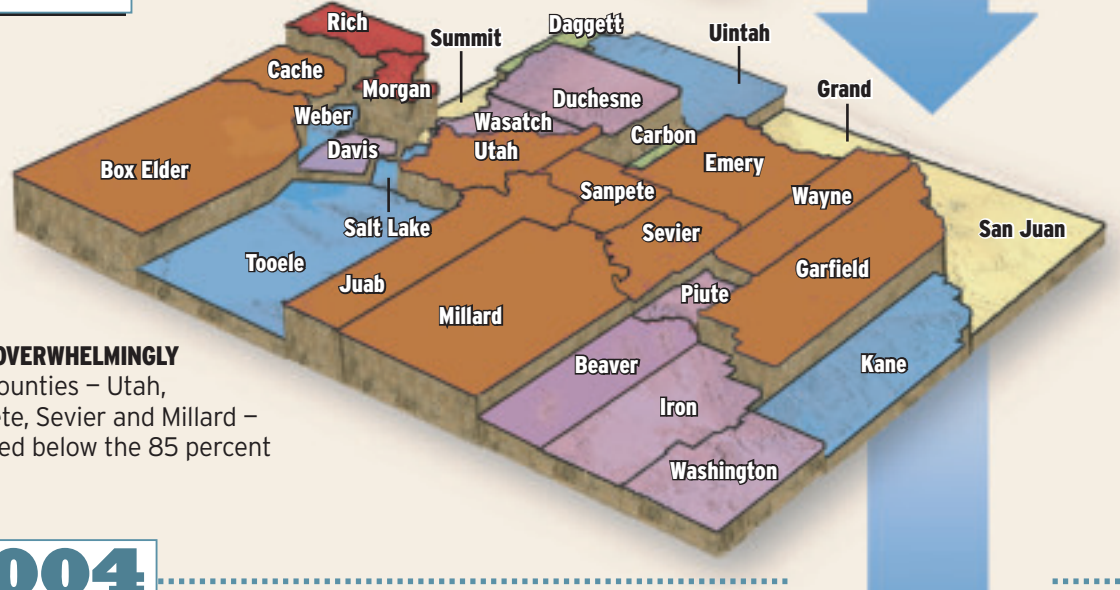 Rich
Summit
Daggett
Uintah
Cache
Morgan
Grand
Weber
Duchesne
Wasatch
Carbon
Davis
Utah
Box Elder
Emery
Sanpete
Wayne
Salt Lake
Sevier
San Juan
Tooele
Garfield
Juab
Piute
Millard
Beaver
Kane
Iron
Washington
OVERWHELMINGLY
ounties – Utah,
ete, Sevier and Millard –
ed below the 85 percent
004